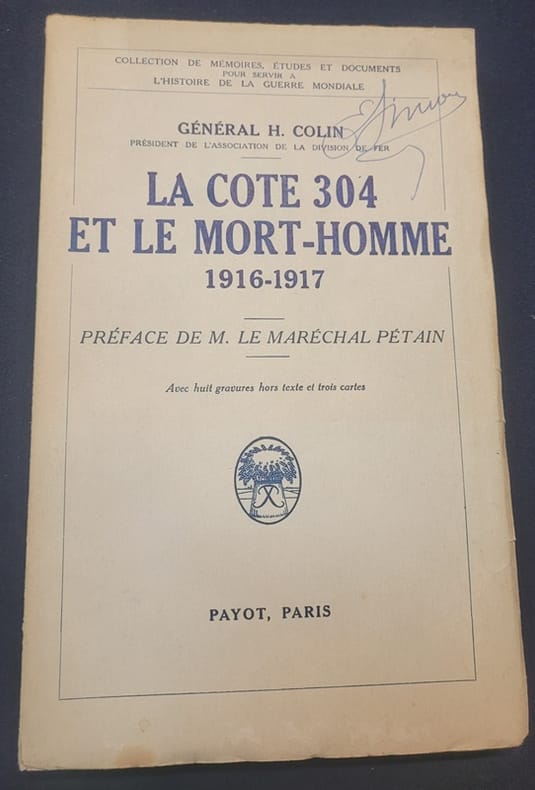 COLLECTION DE MÉMOIRES, ÉTUDES ET DOCUMENTS
POUR SERVIR A
L'HISTOIRE DE LA GUERRE MONDIALE
GÉNÉRAL H. COLIN
PRÉSIDENT DE L'ASSOCIATION DE LA DIVISION DE FER
LA COTE 304
ET LE MORT-HOMME
1916-1917
PRÉFACE DE M. LE MARÉCHAL PÉTAIN
Avec huit gravures hors texte et trois cartes
PAYOT, PARIS